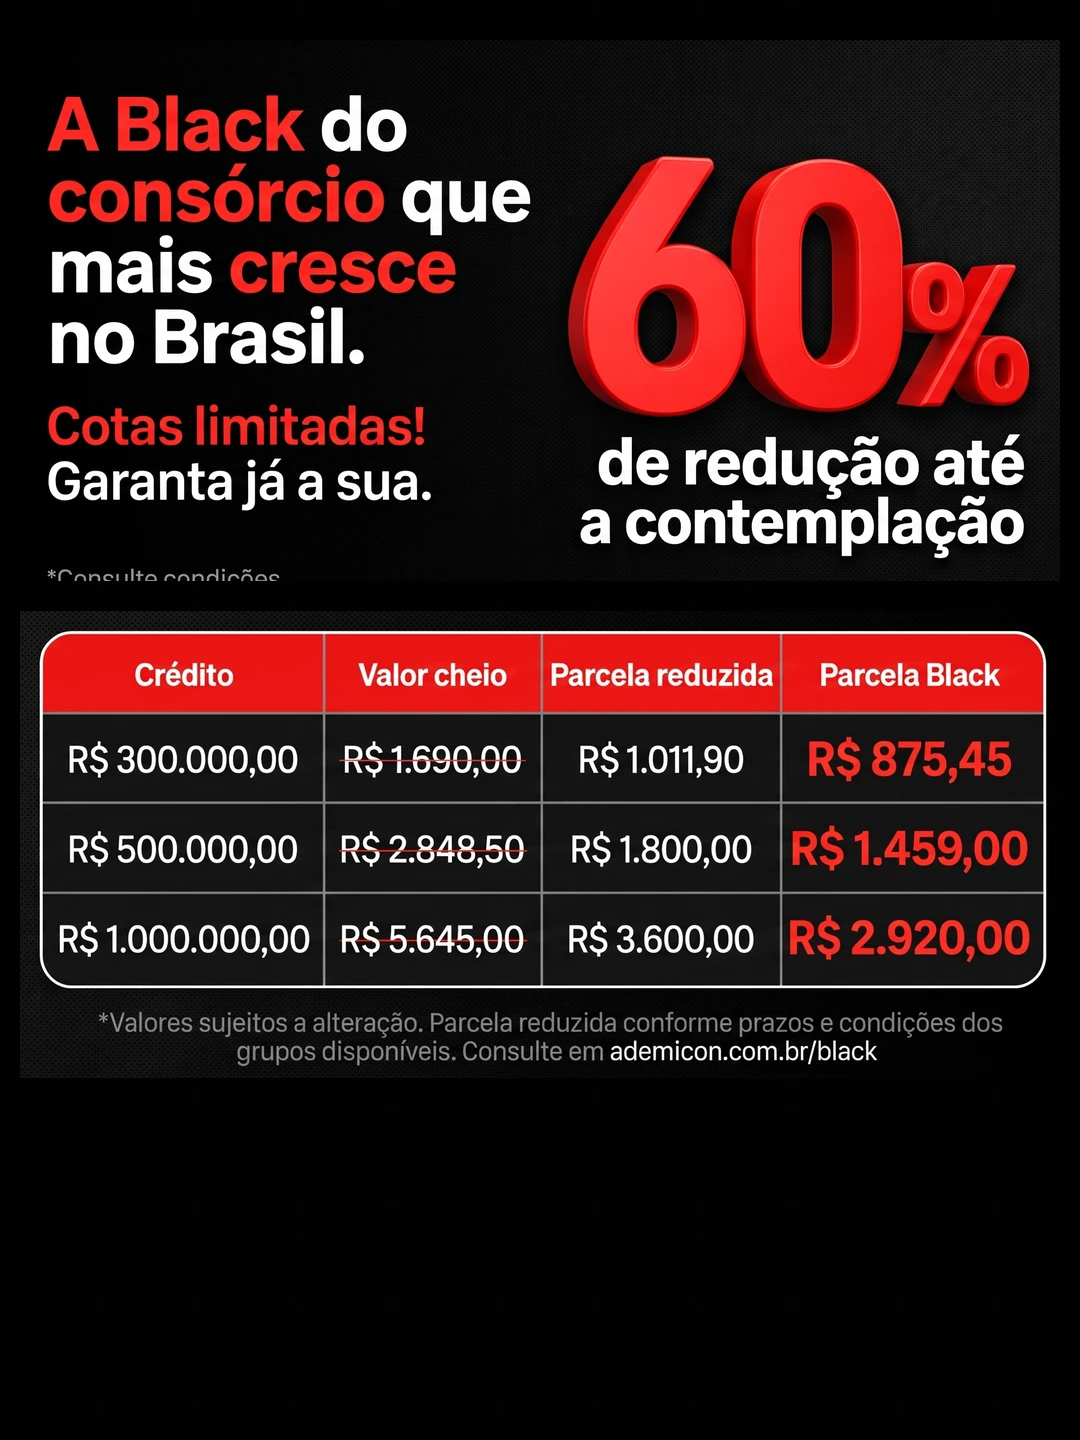 A Black do
consórcio que
mais cresce
no Brasil.
Cotas limitadas!
Garanta já a sua.
*Consulte condições
60%
de redução até
a contemplação
Crédito Valor cheio Parcela reduzida Parcela Black
R$ 300.000,00 R$ 1.690,00 R$ 1.011,90 R$ 875,45
R$ 500.000,00 R$ 2.848,50 R$ 1.800,00 R$ 1.459,00
R$ 1.000.000,00 R$ 5.645,00 R$ 3.600,00 R$ 2.920,00
*Valores sujeitos a alteração. Parcela reduzida conforme prazos e condições dos
grupos disponíveis. Consulte em ademicon.com.br/black